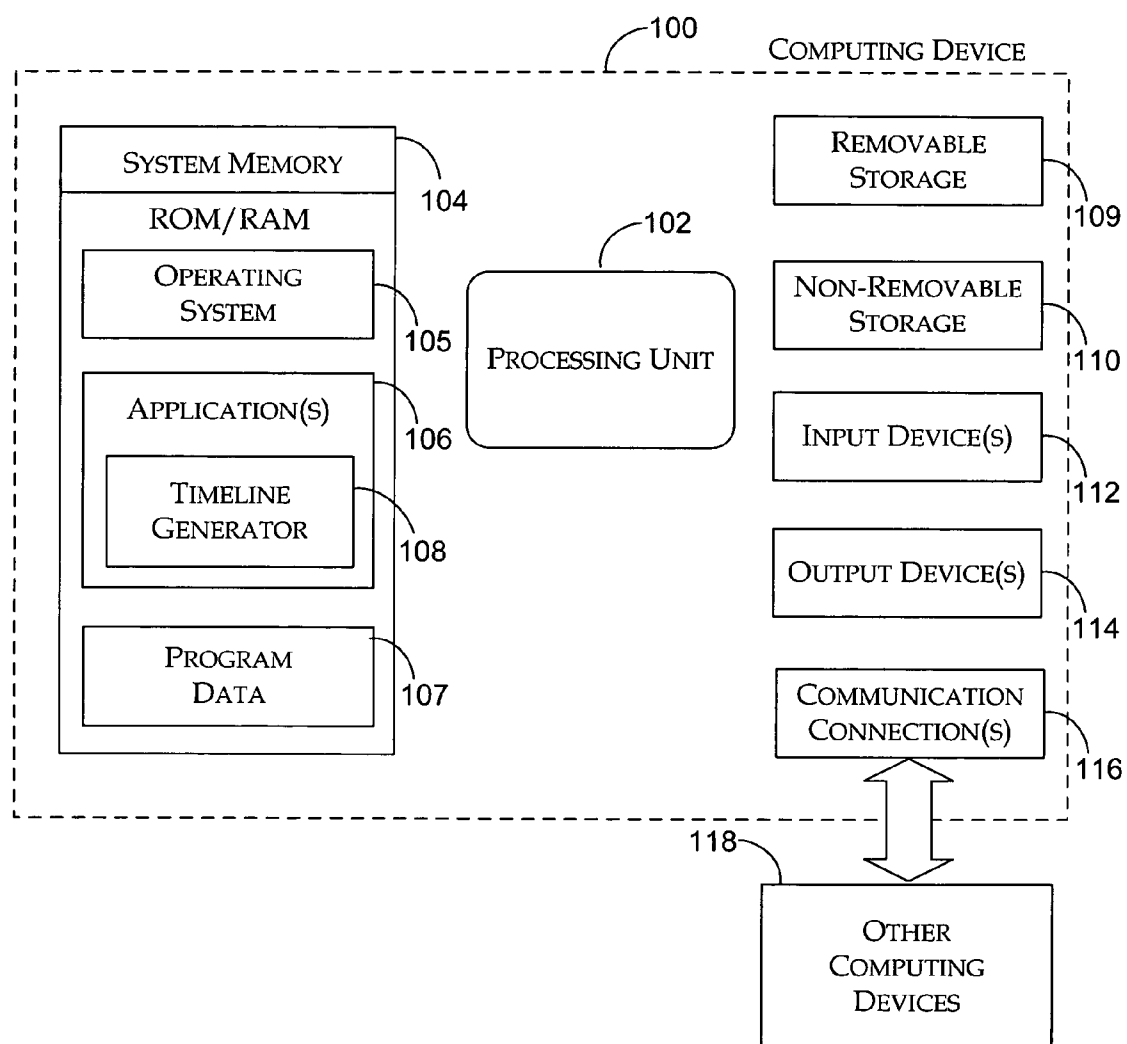 100
COMPUTING DEVICE
SYSTEM MEMORY
104
ROM/RAM
OPERATING
SYSTEM
105
APPLICATION(S)
106
TIMELINE
GENERATOR
108
PROGRAM
DATA
107
102
PROCESSING UNIT
REMOVABLE
STORAGE
109
NON-REMOVABLE
STORAGE
110
INPUT DEVICE(S)
112
OUTPUT DEVICE(S)
114
COMMUNICATION
CONNECTION(S)
116
118
OTHER
COMPUTING
DEVICES